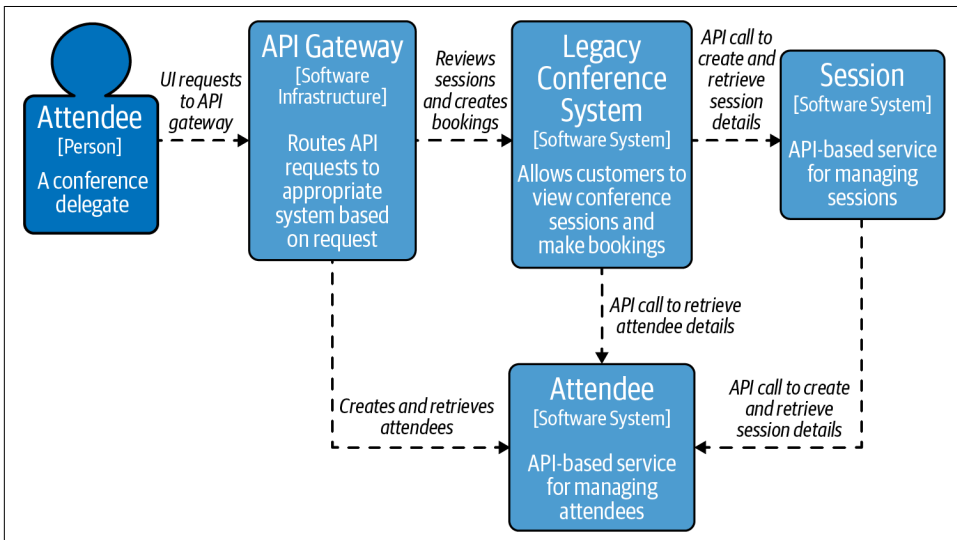 Attendee
[Person]
A conference
delegate
UI requests
to API
gateway
API Gateway
[Software
Infrastructure]
Routes API
requests to
appropriate
system based
on request
Reviews
sessions
and creates
bookings
Legacy
Conference
System
[Software System]
Allows customers to
view conference
sessions and
make bookings
API call to
create and
retrieve
session
details
Session
[Software System]
API-based service
for managing
sessions
Creates and retrieves
attendees
API call to retrieve
attendee details
API call to create
and retrieve
session details
Attendee
[Software System]
API-based service
for managing
attendees